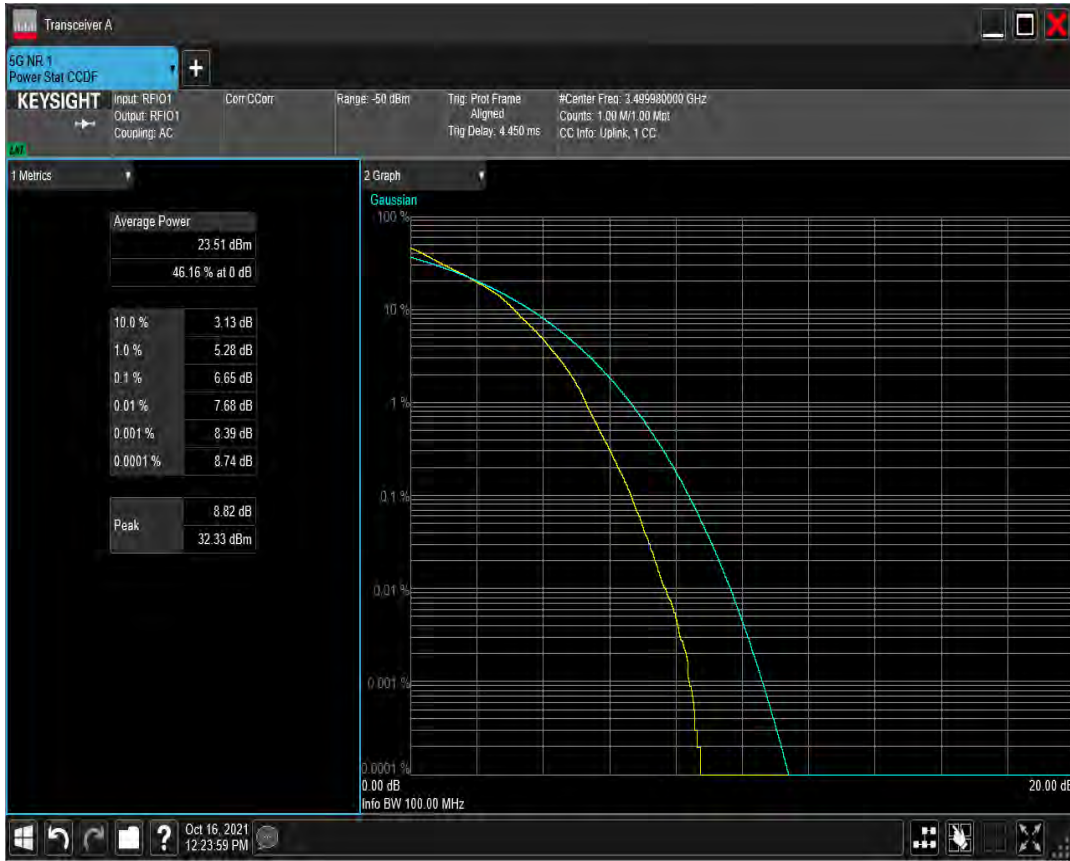 Transceiver A
5G NR 1
Power Stat CCDF
+
KEYSIGHT
Input: RFIO1
Output: RFIO1
Coupling: AC
Corr CCorr
Range: -50 dBm
Trig: Prot Frame
Aligned
Trig Delay: 4.450 ms
#Center Freq: 3.499980000 GHz
Counts: 1.00 M/1.00 Mpt
CC Info: Uplink, 1 CC
LNT
1 Metrics
Average Power
23.51 dBm
46.16 % at 0 dB
10.0 % 3.13 dB
1.0 % 5.28 dB
0.1 % 6.65 dB
0.01 % 7.68 dB
0.001 % 8.39 dB
0.0001 % 8.74 dB
Peak
8.82 dB
32.33 dBm
2 Graph
Gaussian
100 %
10 %
1 %
0.1 %
0.01 %
0.001 %
0.0001 %
0.00 dB
20.00 dB
Info BW 100.00 MHz
?
Oct 16, 2021
12:23:59 PM